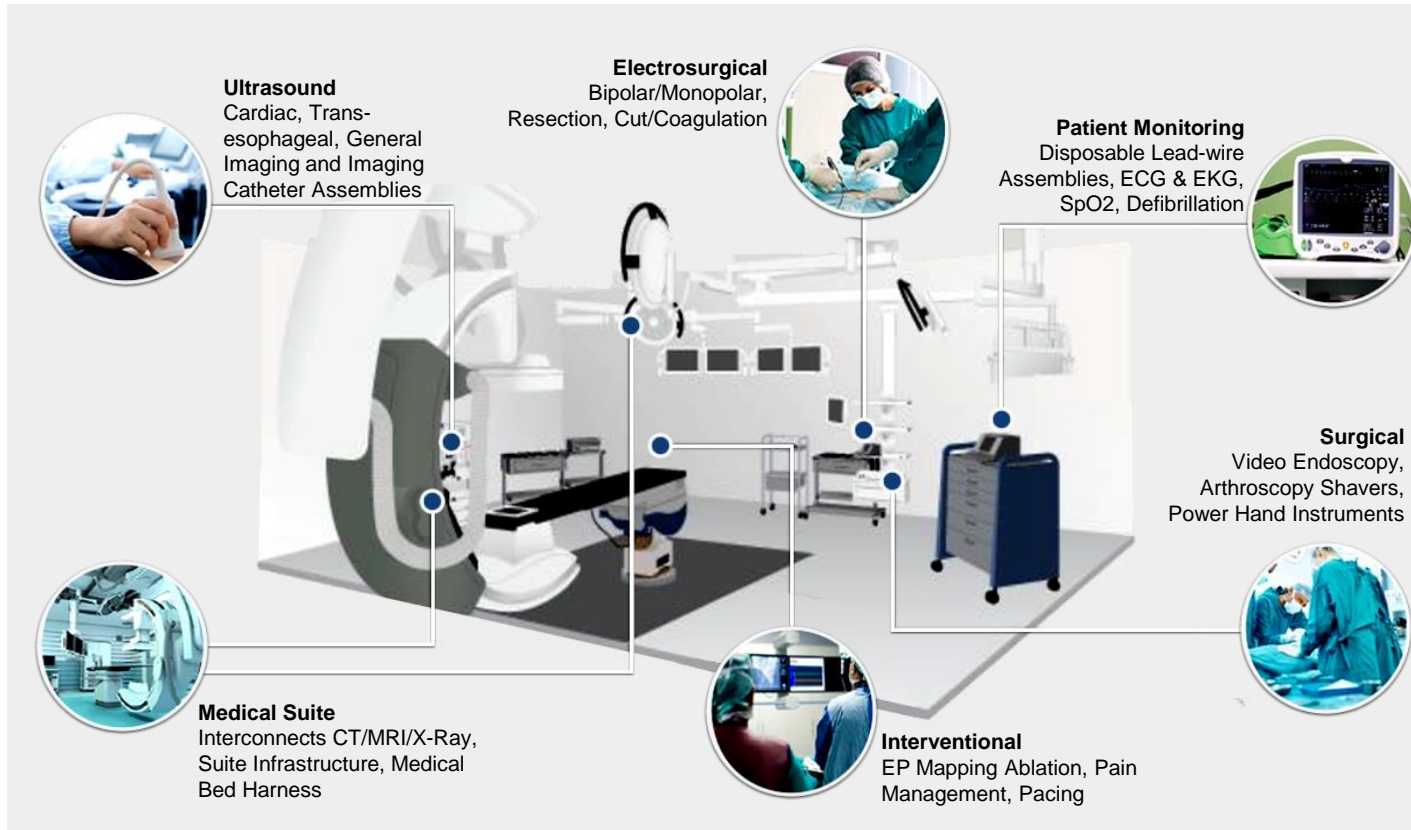 Ultrasound
Cardiac, Trans-
esophageal, General
Imaging and Imaging
Catheter Assemblies
Electrosurgical
Bipolar/Monopolar,
Resection, Cut/Coagulation
Patient Monitoring
Disposable Lead-wire
Assemblies, ECG & EKG,
SpO2, Defibrillation
Surgical
Video Endoscopy,
Arthroscopy Shavers,
Power Hand Instruments
Medical Suite
Interconnects CT/MRI/X-Ray,
Suite Infrastructure, Medical
Bed Harness
Interventional
EP Mapping Ablation, Pain
Management, Pacing